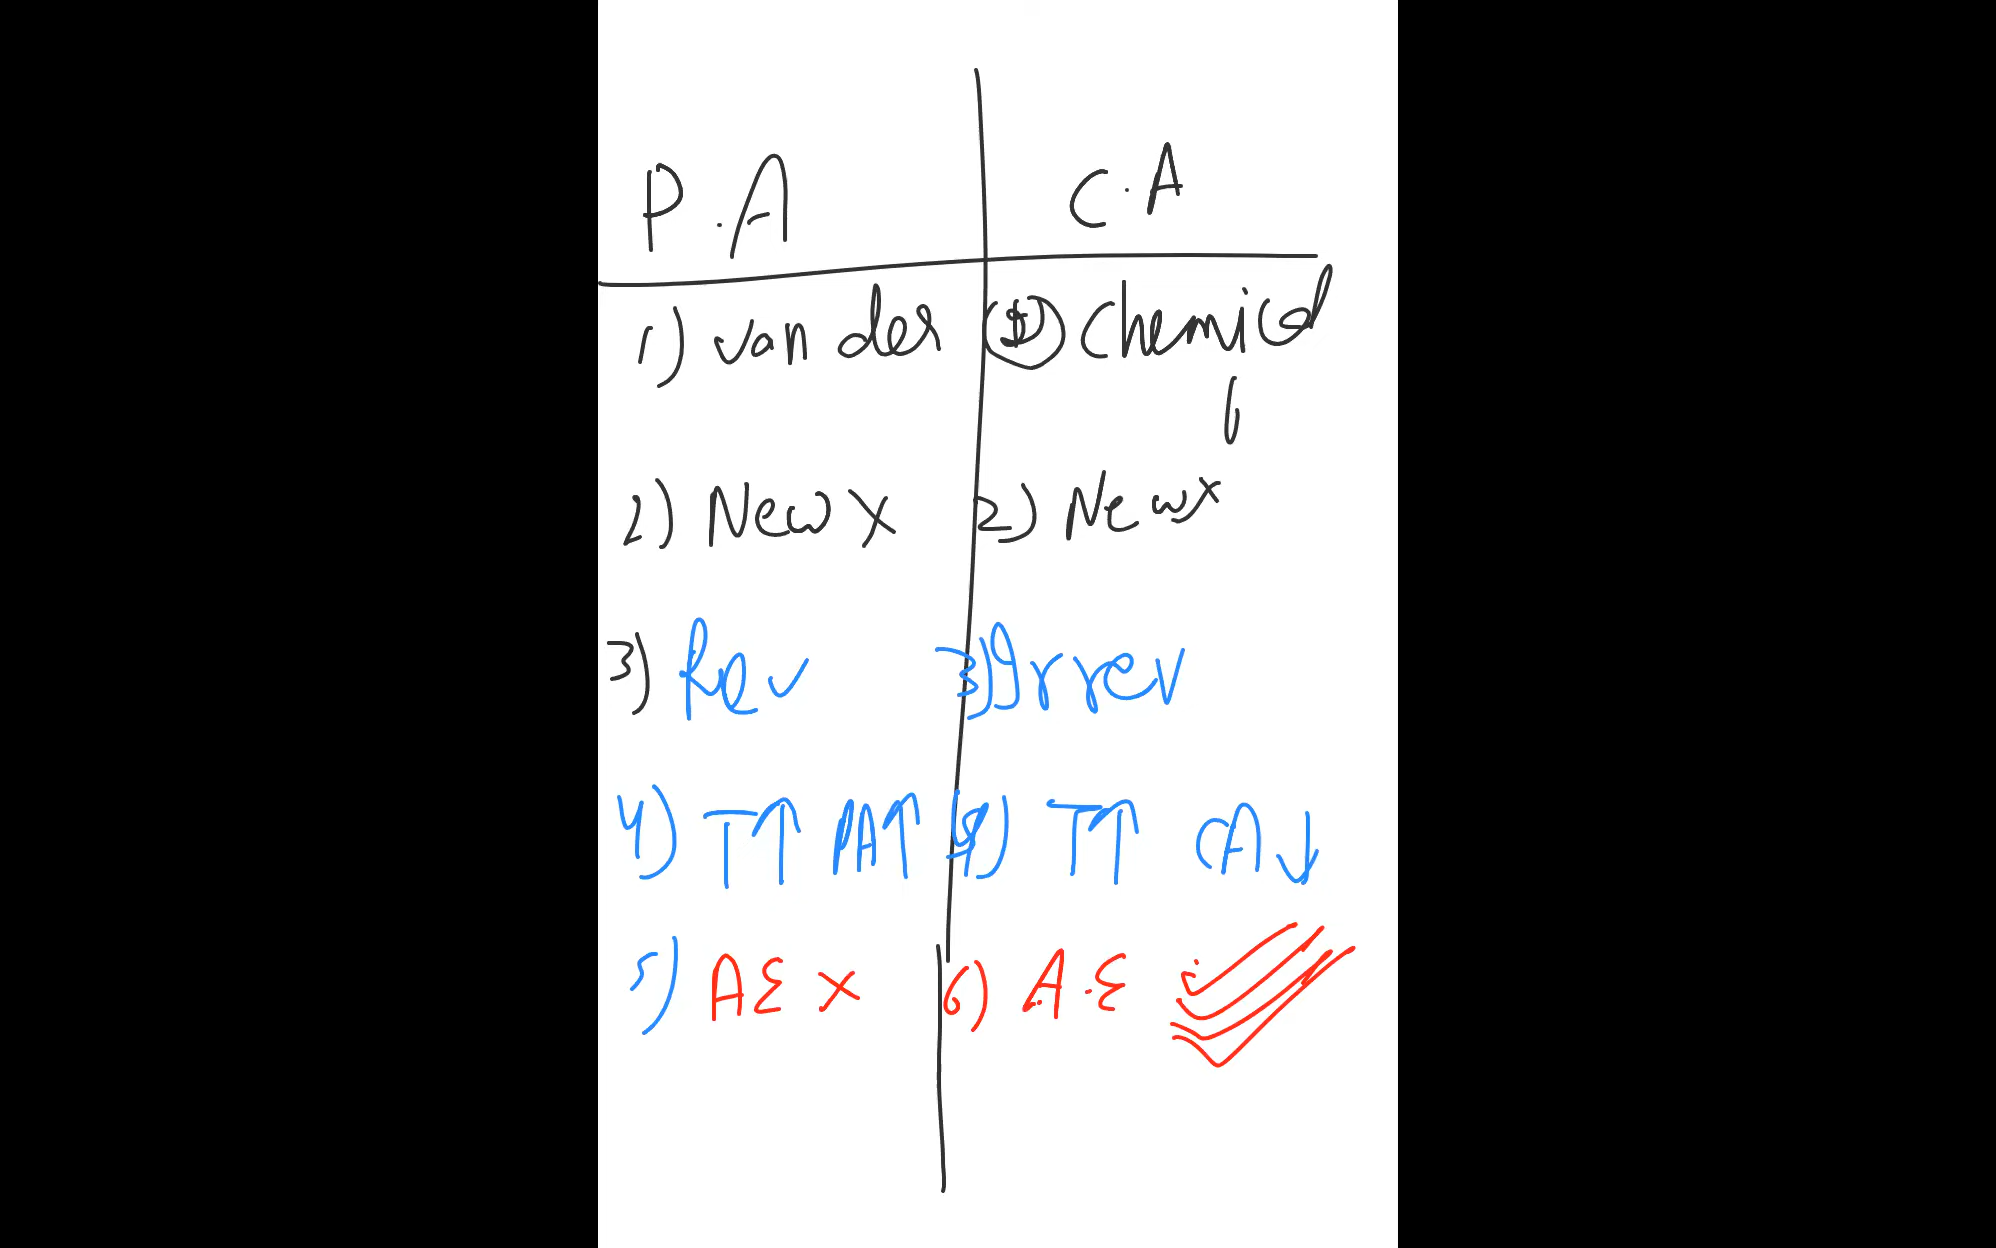 P.A C.A
1) van der (1) Chemical
2) New x 2) New x
3) Rev 3) Irrev
4) T↑ PA↑ 4) T↑ CA↓
5) AE x 6) A.E ✓